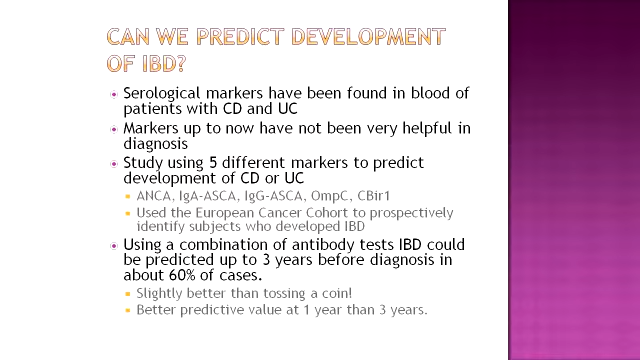 CAN WE PREDICT DEVELOPMENT
OF IBD?
Serological markers have been found in blood of
patients with CD and UC
Markers up to now have not been very helpful in
diagnosis
Study using 5 different markers to predict
development of CD or UC
ANCA, IgA-ASCA, IgG-ASCA, OmpC, CBir1
Used the European Cancer Cohort to prospectively
identify subjects who developed IBD
Using a combination of antibody tests IBD could
be predicted up to 3 years before diagnosis in
about 60% of cases.
Slightly better than tossing a coin!
Better predictive value at 1 year than 3 years.